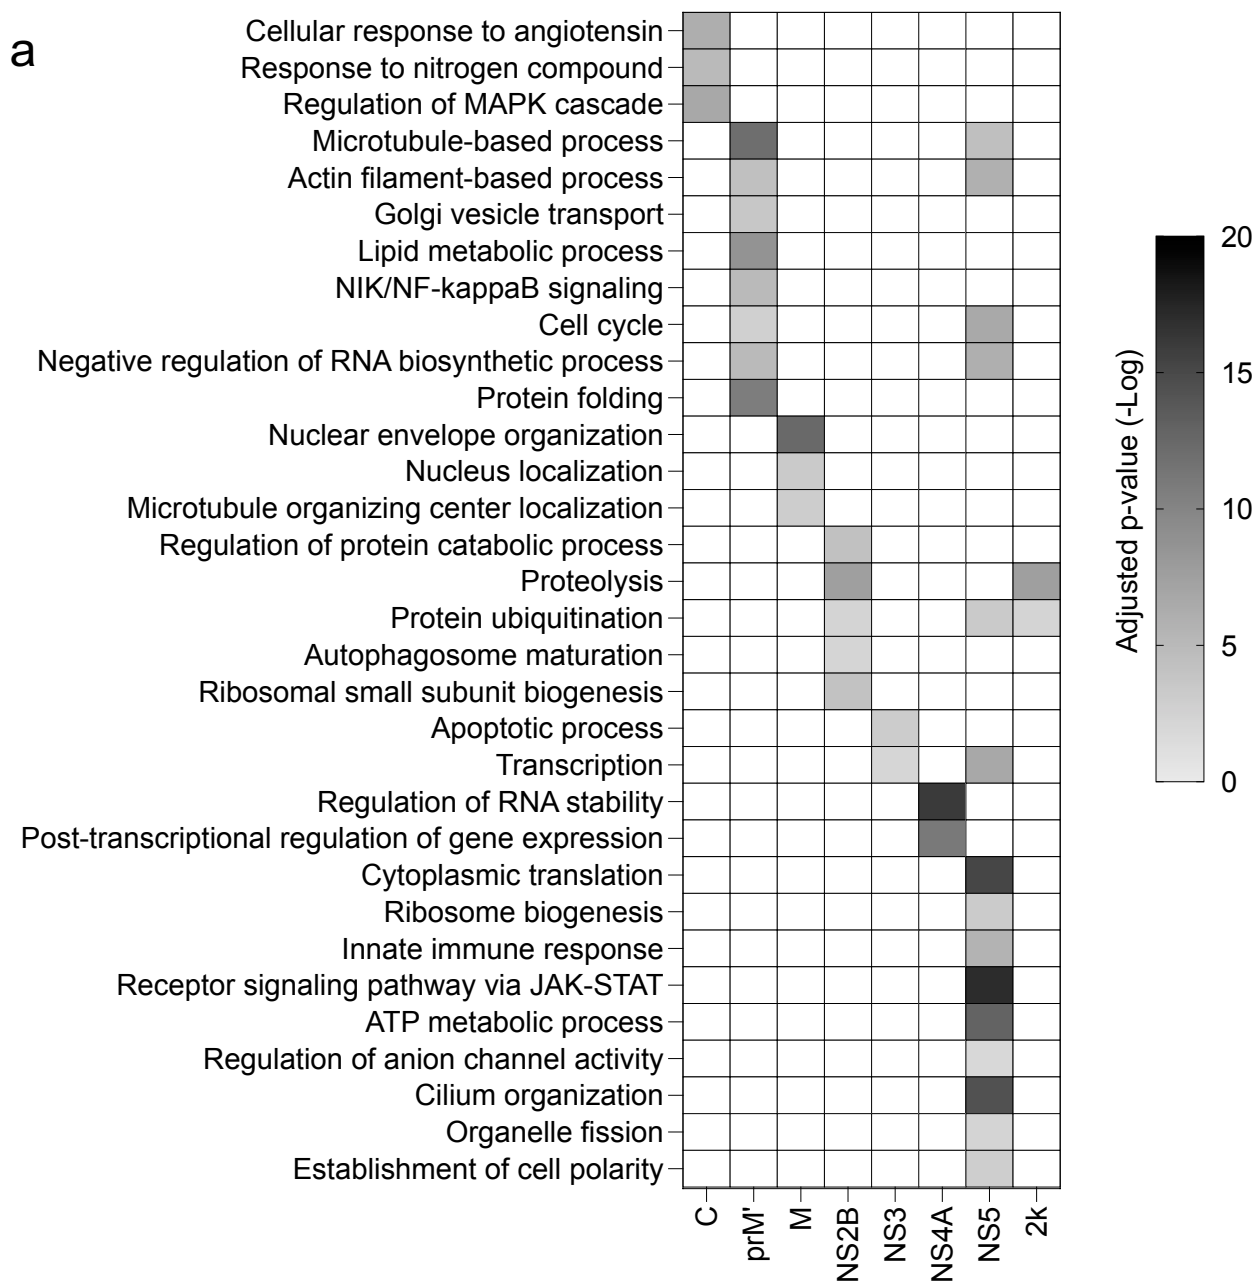 a
Cellular response to angiotensin
Response to nitrogen compound
Regulation of MAPK cascade
Microtubule-based process
Actin filament-based process
Golgi vesicle transport
Lipid metabolic process
NIK/NF-kappaB signaling
Cell cycle
Negative regulation of RNA biosynthetic process
Protein folding
Nuclear envelope organization
Nucleus localization
Microtubule organizing center localization
Regulation of protein catabolic process
Proteolysis
Protein ubiquitination
Autophagosome maturation
Ribosomal small subunit biogenesis
Apoptotic process
Transcription
Regulation of RNA stability
Post-transcriptional regulation of gene expression
Cytoplasmic translation
Ribosome biogenesis
Innate immune response
Receptor signaling pathway via JAK-STAT
ATP metabolic process
Regulation of anion channel activity
Cilium organization
Organelle fission
Establishment of cell polarity
C
prM'
M
NS2B
NS3
NS4A
NS5
2k
Adjusted p-value (-Log)
20
15
10
5
0